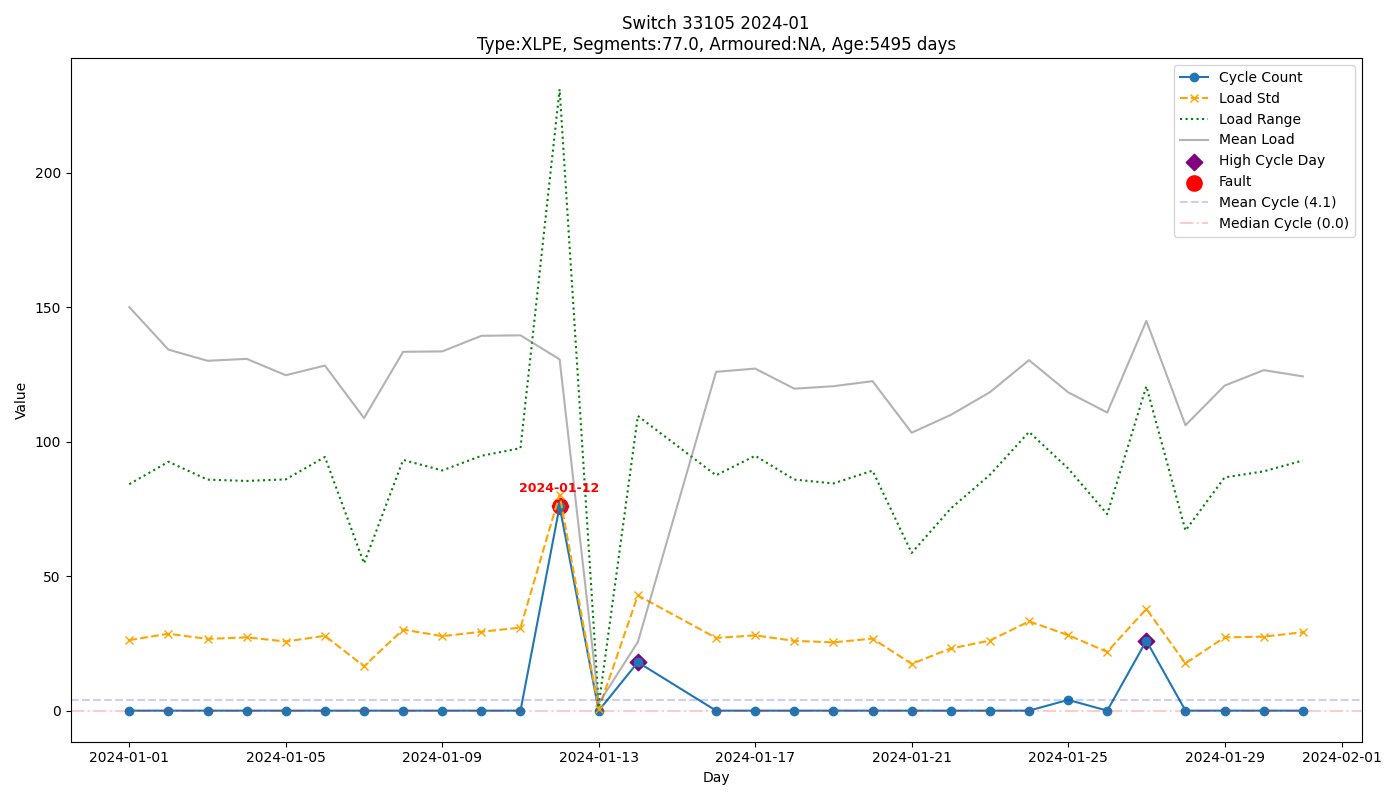 Switch 33105 2024-01
Type:XLPE, Segments:77.0, Armoured:NA, Age:5495 days
Cycle Count
Load Std
Load Range
Mean Load
High Cycle Day
Fault
Mean Cycle (4.1)
Median Cycle (0.0)
200
150
100
50
0
Value
2024-01-12
2024-01-01
2024-01-05
2024-01-09
2024-01-13
2024-01-17
2024-01-21
2024-01-25
2024-01-29
2024-02-01
Day